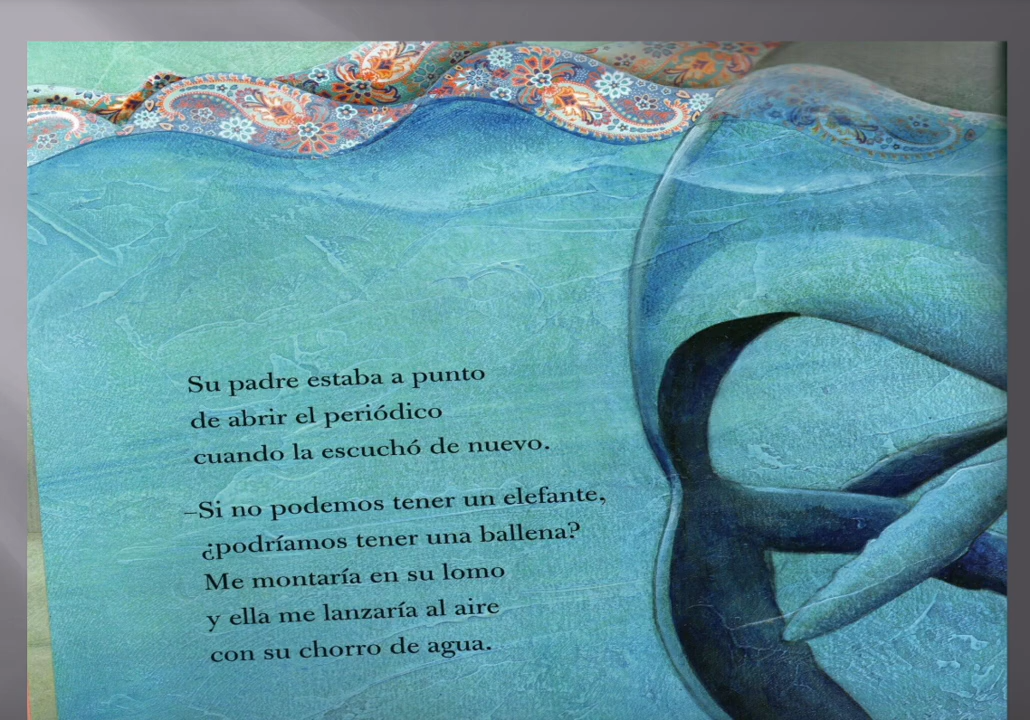 Su padre estaba a punto
de abrir el periódico
cuando la escuchó de nuevo.
–Si no podemos tener un elefante,
¿podríamos tener una ballena?
Me montaría en su lomo
y ella me lanzaría al aire
con su chorro de agua.